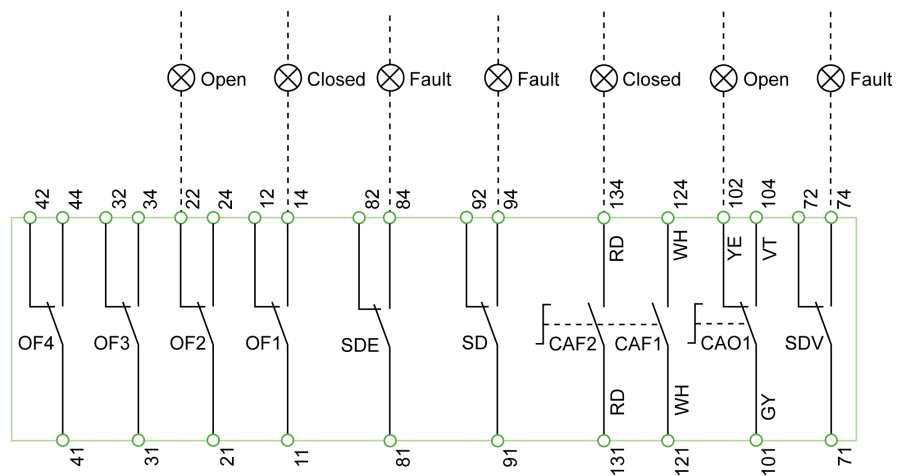 Open
Closed
Fault
Fault
Closed
Open
Fault
42
44
32
34
22
24
12
14
82
84
92
94
134
124
102
104
72
74
RD
WH
YE
VT
OF4
OF3
OF2
OF1
SDE
SD
CAF2
CAF1
CAO1
SDV
RD
WH
GY
41
31
21
11
81
91
131
121
101
71